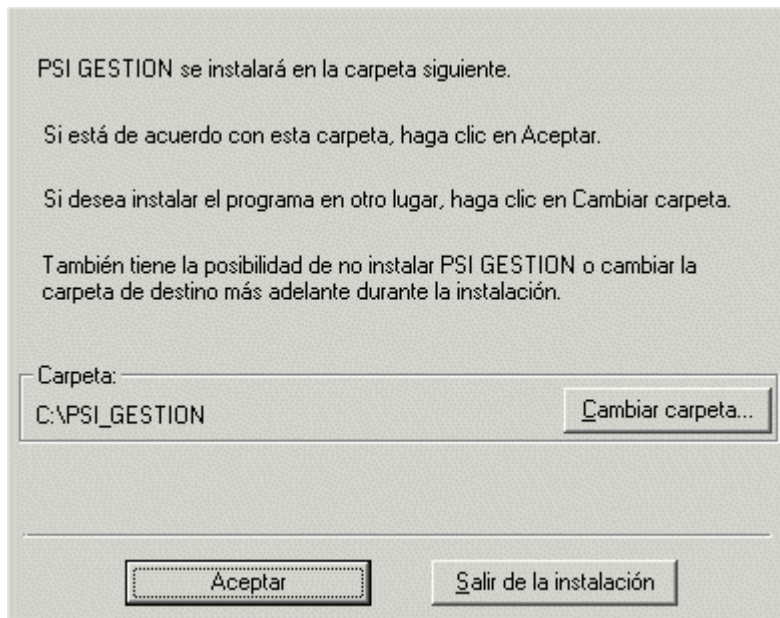 PSI GESTION se instalará en la carpeta siguiente.
Si está de acuerdo con esta carpeta, haga clic en Aceptar.
Si desea instalar el programa en otro lugar, haga clic en Cambiar carpeta.
También tiene la posibilidad de no instalar PSI GESTION o cambiar la
carpeta de destino más adelante durante la instalación.
Carpeta:
C:\PSI_GESTION
Cambiar carpeta...
Aceptar
Salir de la instalación